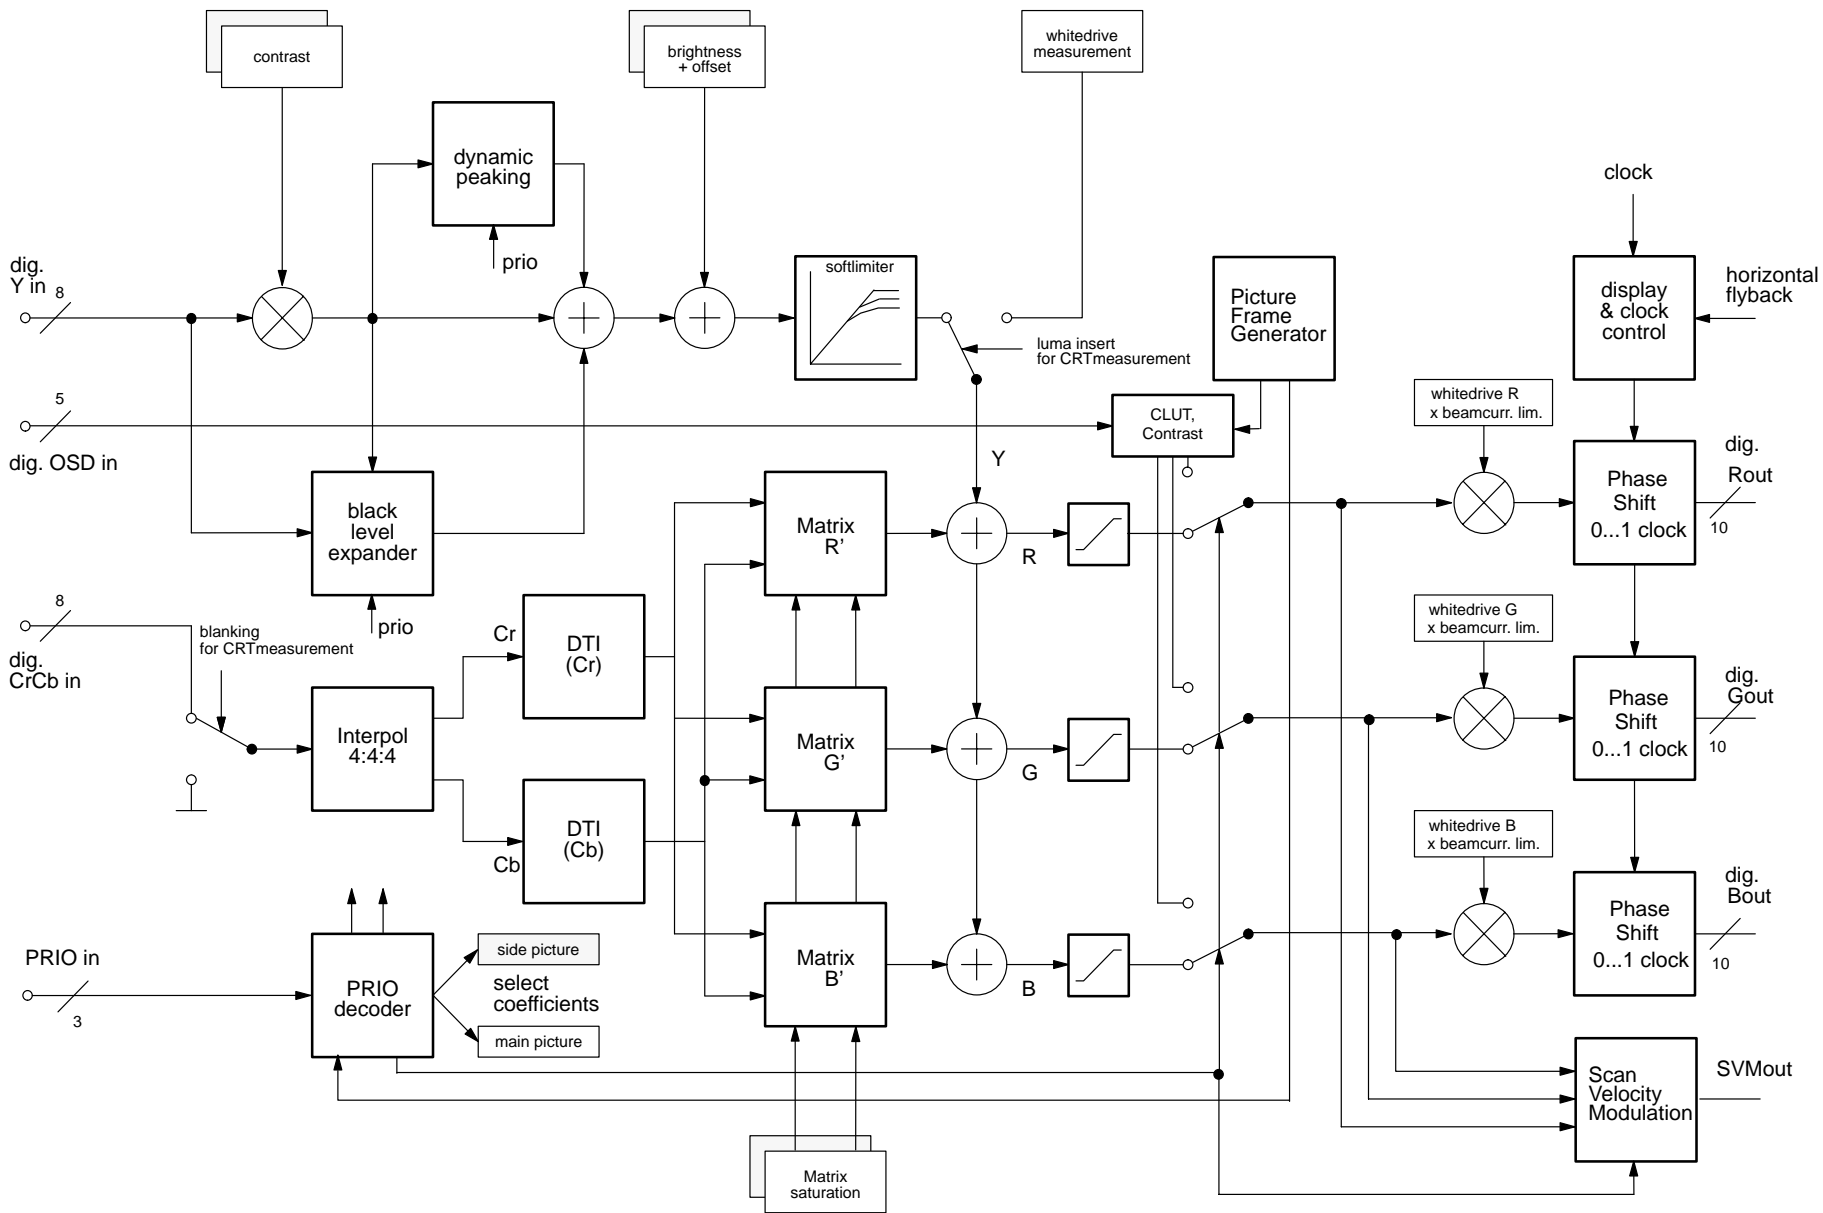 contrast
brightness
+ offset
whitedrive
measurement
dynamic
peaking
prio
clock
dig.
Y in
8
softlimiter
luma insert
for CRTmeasurement
Picture
Frame
Generator
display
& clock
control
horizontal
flyback
5
dig. OSD in
CLUT,
Contrast
whitedrive R
x beamcurr. lim.
black
level
expander
prio
Y
Matrix
R’
R
Phase
Shift
0...1 clock
dig.
Rout
10
8
dig.
CrCb in
blanking
for CRTmeasurement
Interpol
4:4:4
Cr
DTI
(Cr)
Cb
DTI
(Cb)
Matrix
G’
G
whitedrive G
x beamcurr. lim.
Phase
Shift
0...1 clock
dig.
Gout
10
whitedrive B
x beamcurr. lim.
PRIO in
3
PRIO
decoder
side picture
select
coefficients
main picture
Matrix
B’
B
Phase
Shift
0...1 clock
dig.
Bout
10
Scan
Velocity
Modulation
SVMout
Matrix
saturation